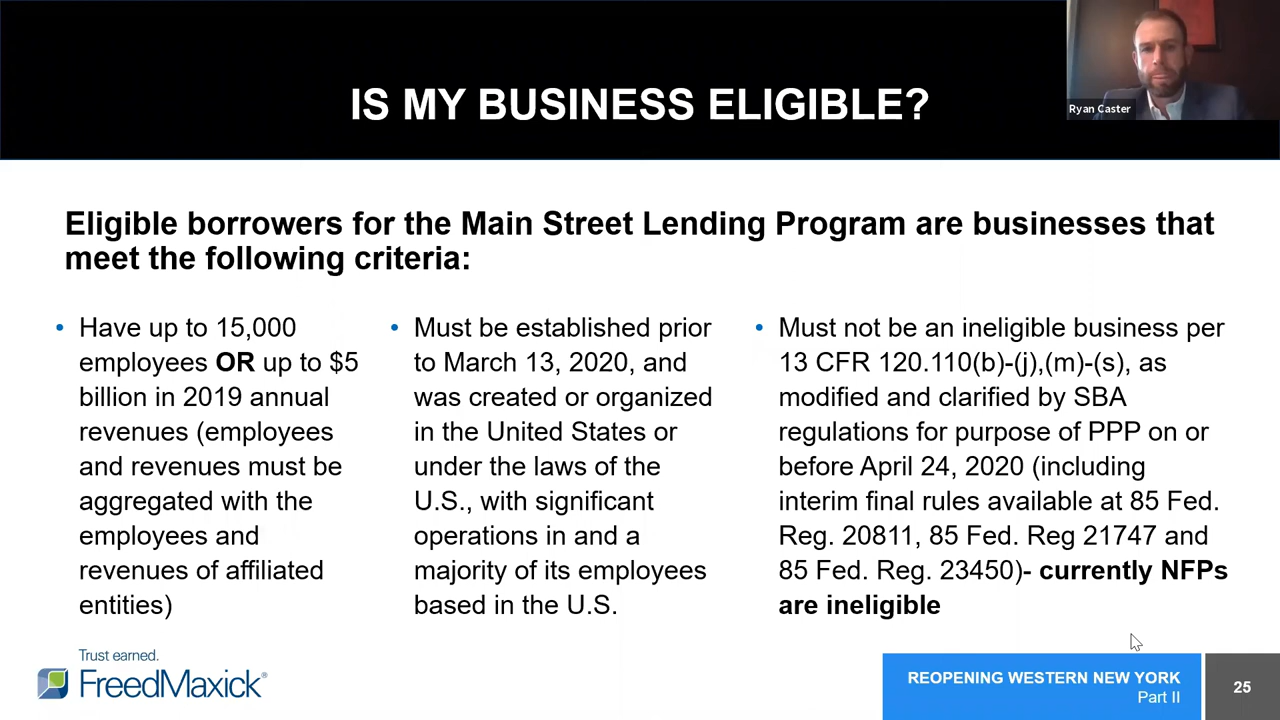 IS MY BUSINESS ELIGIBLE?
Ryan Caster
Eligible borrowers for the Main Street Lending Program are businesses that
meet the following criteria:
• Have up to 15,000
employees OR up to $5
billion in 2019 annual
revenues (employees
and revenues must be
aggregated with the
employees and
revenues of affiliated
entities)
• Must be established prior
to March 13, 2020, and
was created or organized
in the United States or
under the laws of the
U.S., with significant
operations in and a
majority of its employees
based in the U.S.
• Must not be an ineligible business per
13 CFR 120.110(b)-(j),(m)-(s), as
modified and clarified by SBA
regulations for purpose of PPP on or
before April 24, 2020 (including
interim final rules available at 85 Fed.
Reg. 20811, 85 Fed. Reg 21747 and
85 Fed. Reg. 23450)- currently NFPs
are ineligible
Trust earned.
FreedMaxick®
REOPENING WESTERN NEW YORK
Part II
25